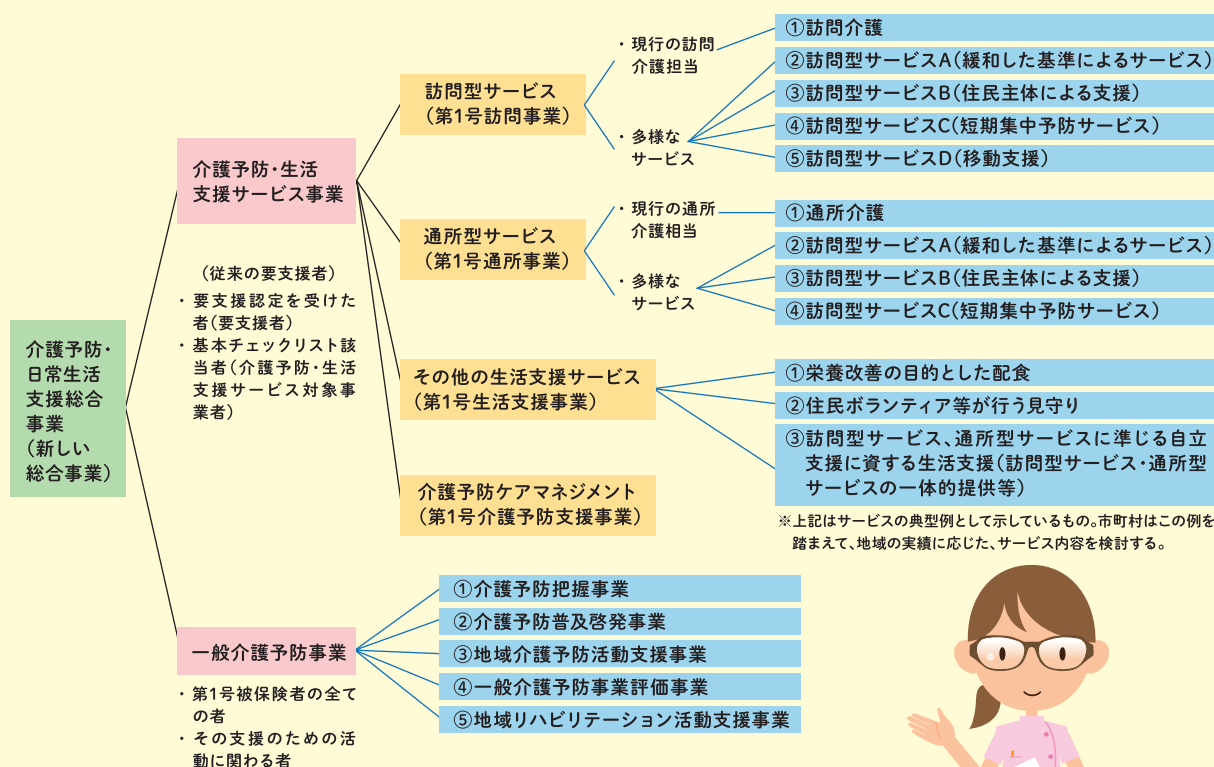 介護予防・
日常生活
支援総合
事業
(新しい
総合事業)
介護予防・生活
支援サービス事業
(従来の要支援者)
・要支援認定を受けた
者(要支援者)
・基本チェックリスト該
当者(介護予防・生活
支援サービス対象事
業者)
訪問型サービス
(第1号訪問事業)
・現行の訪問
介護担当
①訪問介護
・多様な
サービス
②訪問型サービスA(緩和した基準によるサービス)
③訪問型サービスB(住民主体による支援)
④訪問型サービスC(短期集中予防サービス)
⑤訪問型サービスD(移動支援)
通所型サービス
(第1号通所事業)
・現行の通所
介護相当
①通所介護
・多様な
サービス
②訪問型サービスA(緩和した基準によるサービス)
③訪問型サービスB(住民主体による支援)
④訪問型サービスC(短期集中予防サービス)
その他の生活支援サービス
(第1号生活支援事業)
①栄養改善の目的とした配食
②住民ボランティア等が行う見守り
③訪問型サービス、通所型サービスに準じる自立
支援に資する生活支援(訪問型サービス・通所型
サービスの一体的提供等)
※上記はサービスの典型例として示しているもの。市町村はこの例を
踏まえて、地域の実績に応じた、サービス内容を検討する。
介護予防ケアマネジメント
(第1号介護予防支援事業)
一般介護予防事業
・第1号被保険者の全て
の者
・その支援のための活
動に関わる者
①介護予防把握事業
②介護予防普及啓発事業
③地域介護予防活動支援事業
④一般介護予防事業評価事業
⑤地域リハビリテーション活動支援事業